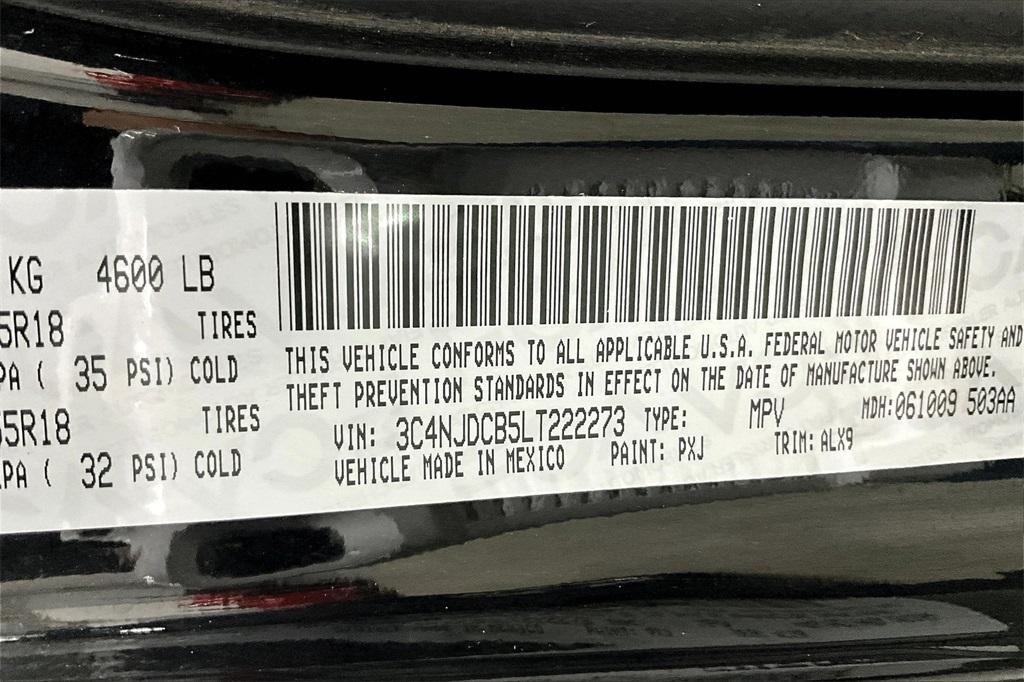 KG 4600 LB
5R18 TIRES
PA ( 35 PSI) COLD
5R18 TIRES
PA ( 32 PSI) COLD
THIS VEHICLE CONFORMS TO ALL APPLICABLE U.S.A. FEDERAL MOTOR VEHICLE SAFETY AND
THEFT PREVENTION STANDARDS IN EFFECT ON THE DATE OF MANUFACTURE SHOWN ABOVE.
VIN: 3C4NJDCB5LT222273 TYPE: MPV MDH:061009 503AA
VEHICLE MADE IN MEXICO PAINT: PXJ TRIM: ALX9